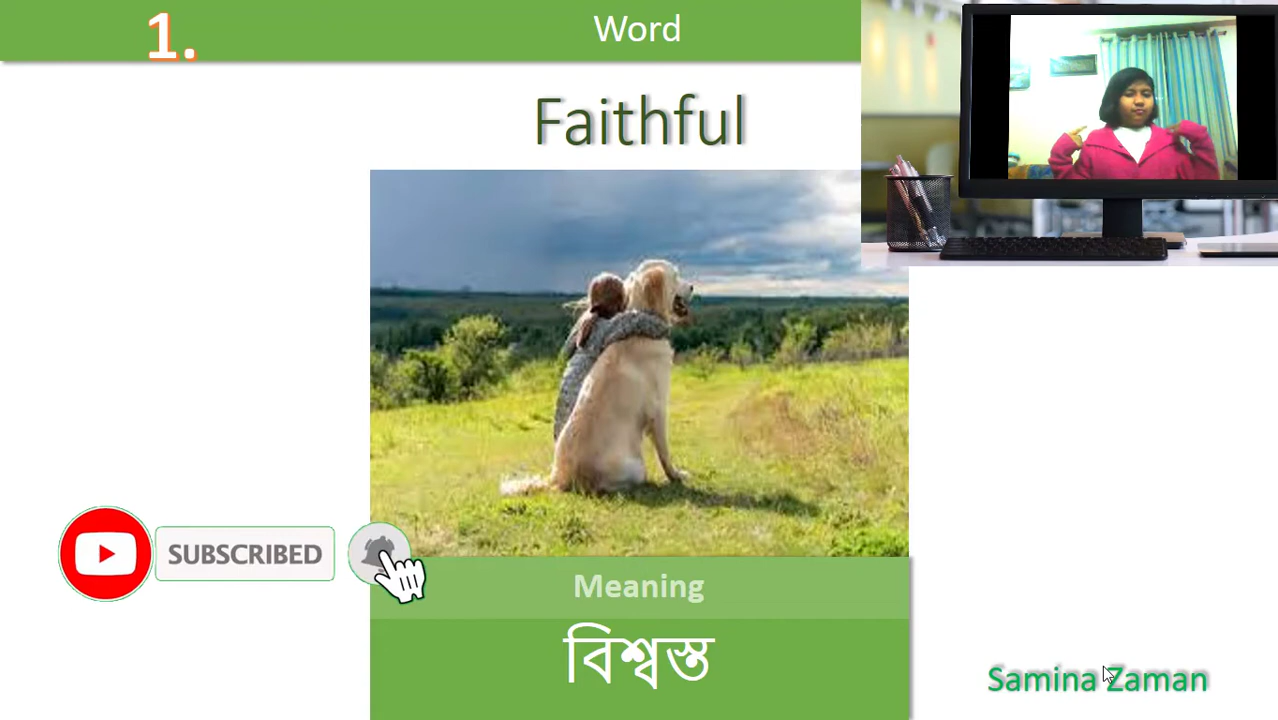 1.
Word
Faithful
SUBSCRIBED
Meaning
বিশ্বস্ত
Samina Zaman